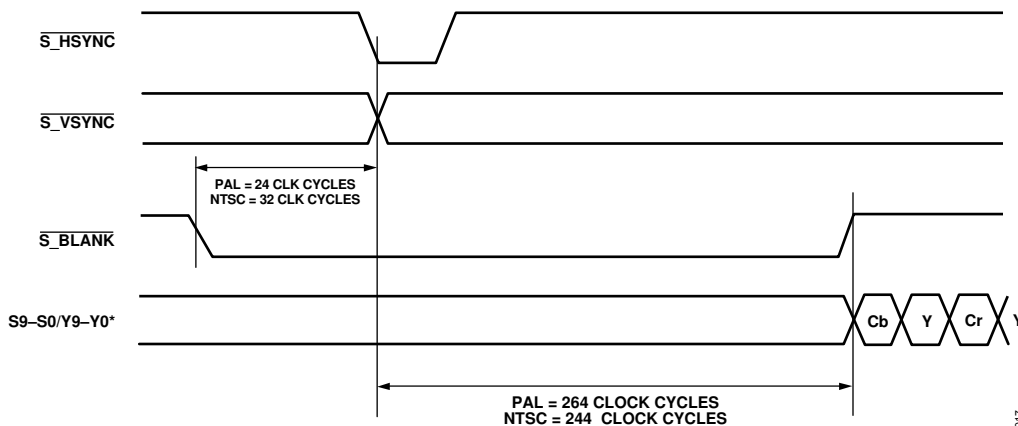 S_HSYNC
S_VSYNC
PAL = 24 CLK CYCLES
NTSC = 32 CLK CYCLES
S_BLANK
S9–S0/Y9–Y0*
Cb Y Cr Y
PAL = 264 CLOCK CYCLES
NTSC = 244 CLOCK CYCLES